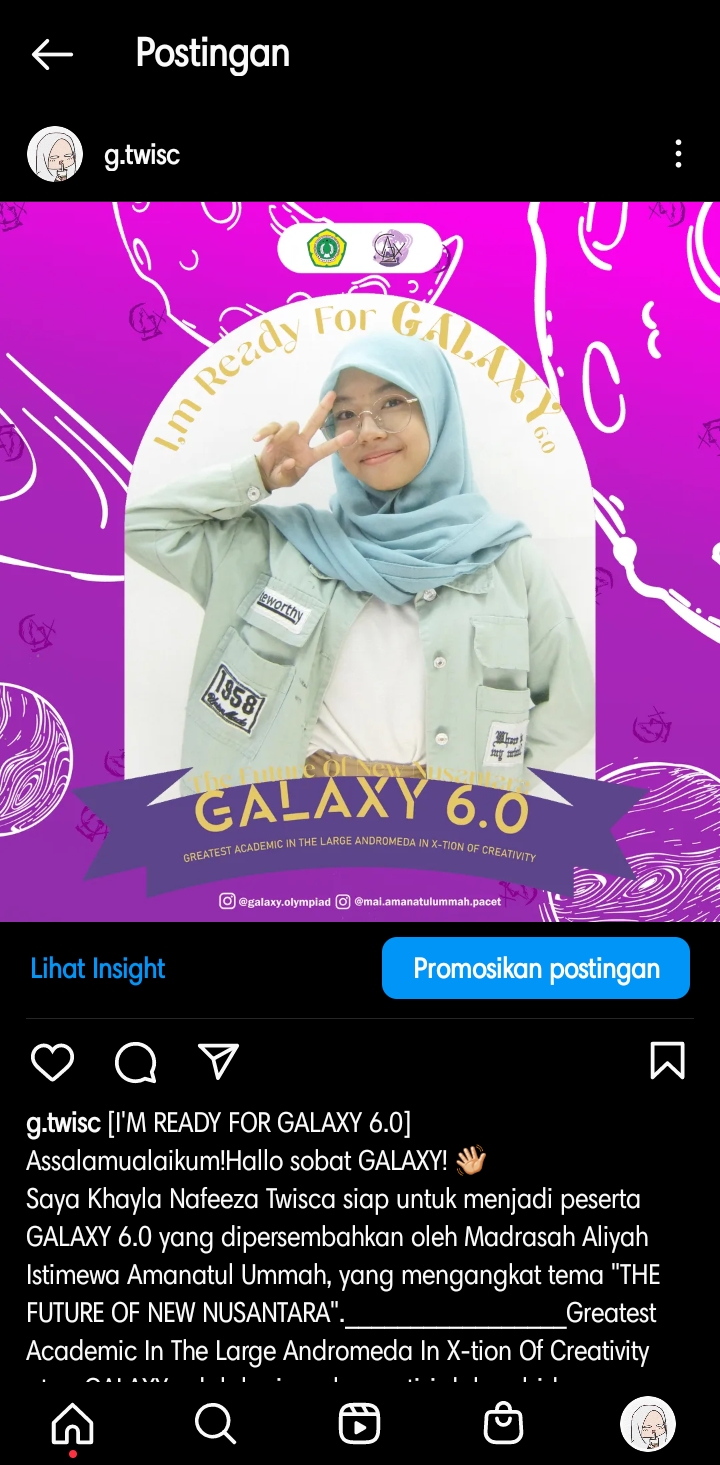 Postingan
g.twisc
I,m Ready For GALAXY 6.0
leworthy
1958
The Future Of New Nusantara
GALAXY 6.0
GREATEST ACADEMIC IN THE LARGE ANDROMEDA IN X-TION OF CREATIVITY
@galaxy.olympiad @mai.amanatulummah.pacet
Lihat Insight
Promosikan postingan
g.twisc [I'M READY FOR GALAXY 6.0]
Assalamualaikum!Hallo sobat GALAXY! 👋🏼
Saya Khayla Nafeeza Twisca siap untuk menjadi peserta
GALAXY 6.0 yang dipersembahkan oleh Madrasah Aliyah
Istimewa Amanatul Ummah, yang mengangkat tema "THE
FUTURE OF NEW NUSANTARA".__________________Greatest
Academic In The Large Andromeda In X-tion Of Creativity